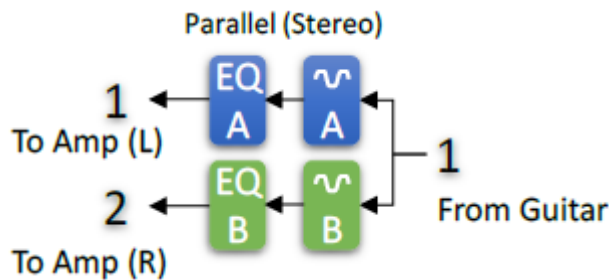 Parallel (Stereo)
EQ
A
A
1
To Amp (L)
1
From Guitar
EQ
B
B
2
To Amp (R)